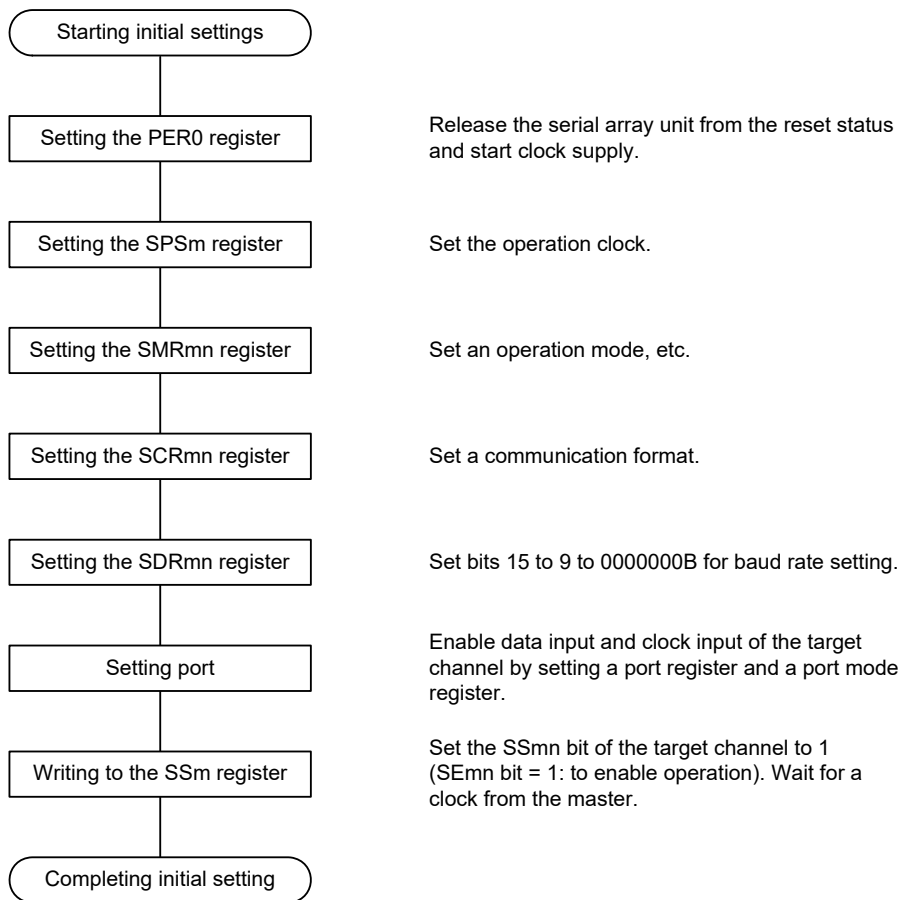 Starting initial settings
Setting the PER0 register
Release the serial array unit from the reset status
and start clock supply.
Setting the SPSm register
Set the operation clock.
Setting the SMRmn register
Set an operation mode, etc.
Setting the SCRmn register
Set a communication format.
Setting the SDRmn register
Set bits 15 to 9 to 0000000B for baud rate setting.
Setting port
Enable data input and clock input of the target
channel by setting a port register and a port mode
register.
Writing to the SSm register
Set the SSmn bit of the target channel to 1
(SEmn bit = 1: to enable operation). Wait for a
clock from the master.
Completing initial setting